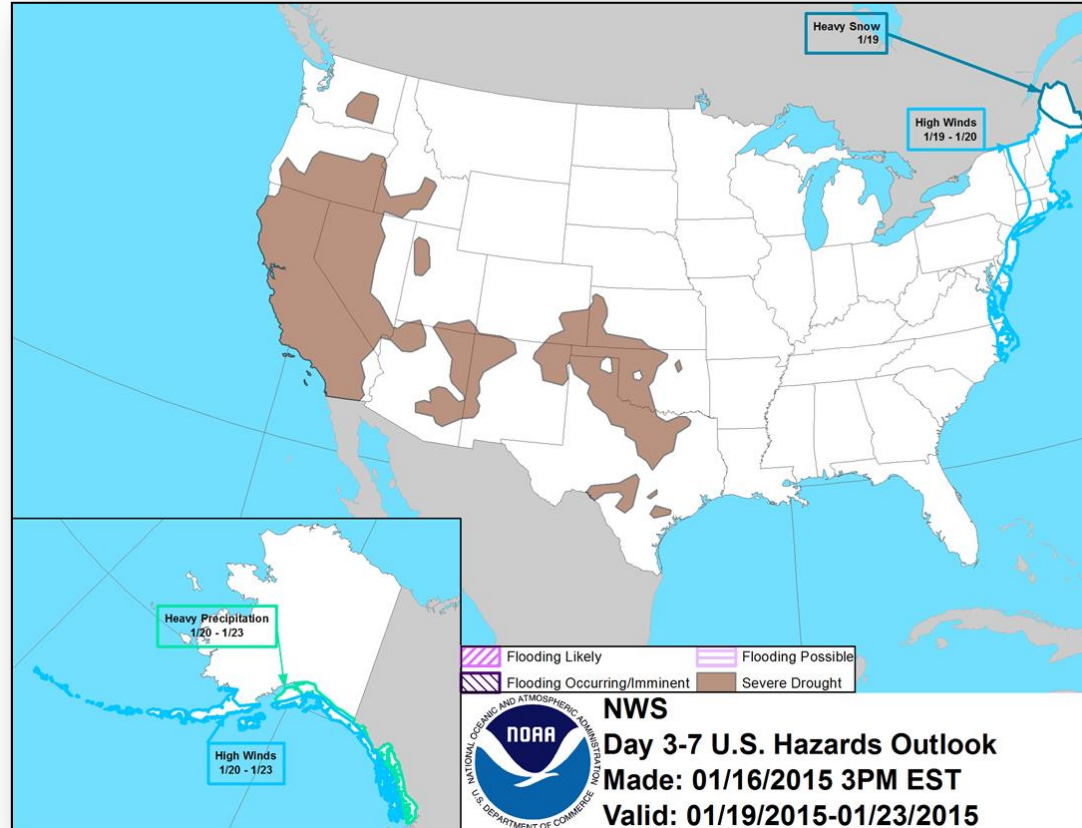 Heavy Snow
1/19
High Winds
1/19 - 1/20
Heavy Precipitation
1/20 - 1/23
High Winds
1/20 - 1/23
Flooding Likely
Flooding Possible
Flooding Occurring/Imminent
Severe Drought
NATIONAL OCEANIC AND ATMOSPHERIC ADMINISTRATION
NOAA
U.S. DEPARTMENT OF COMMERCE
NWS
Day 3-7 U.S. Hazards Outlook
Made: 01/16/2015 3PM EST
Valid: 01/19/2015-01/23/2015